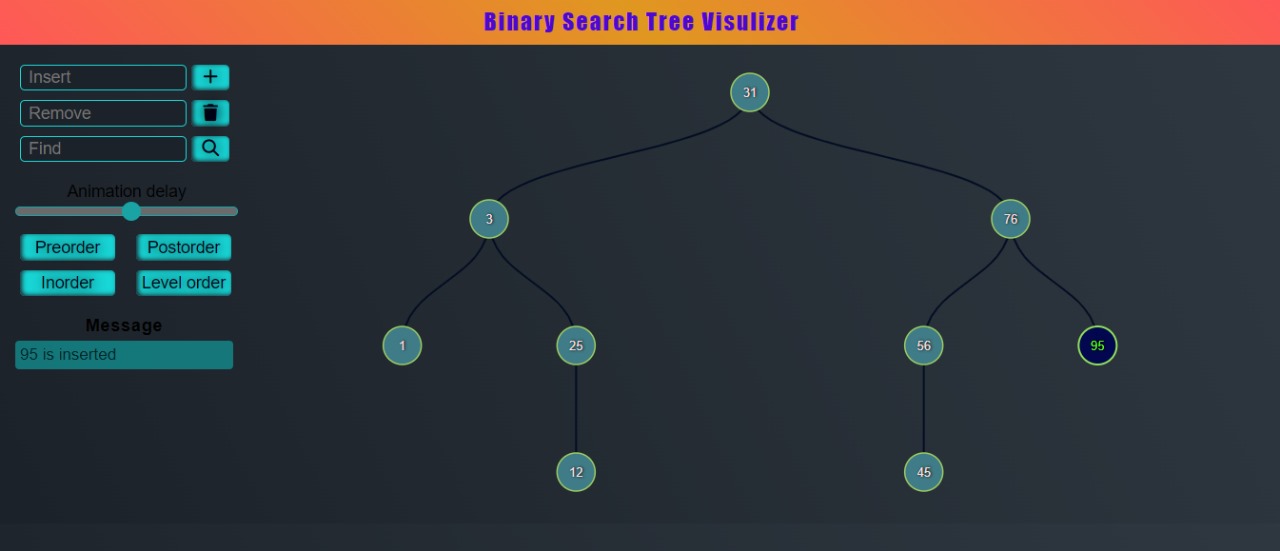 Binary Search Tree Visulizer
Insert
Remove
Find
Animation delay
Preorder Postorder
Inorder Level order
Message
95 is inserted
31
3 76
1 25 56 95
12 45